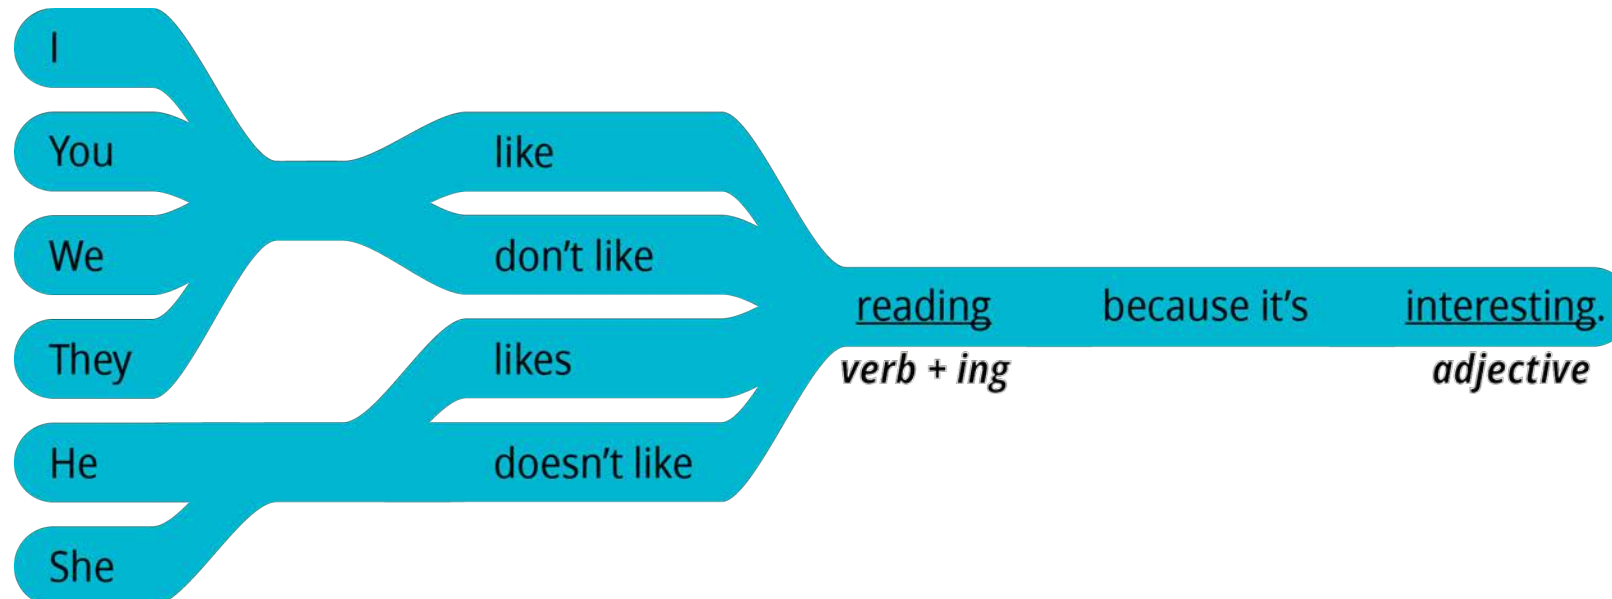 I
You
We
They
He
She
like
don't like
likes
doesn't like
reading because it's interesting.
verb + ing adjective